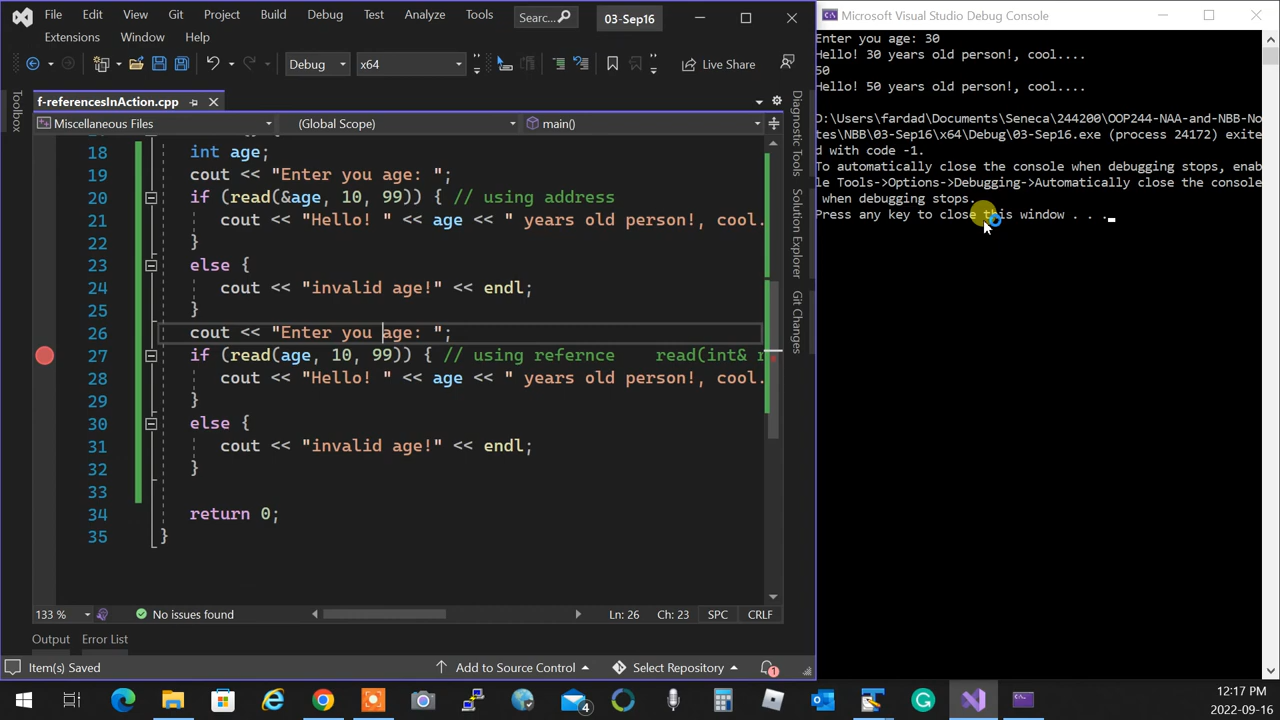 File Edit View Git Project Build Debug Test Analyze Tools Searc... 03-Sep16
Extensions Window Help
Debug x64 Live Share
f-referencesInAction.cpp
Miscellaneous Files (Global Scope) main()
Toolbox
Diagnostic Tools
Solution Explorer
Git Changes
18 int age;
19 cout << "Enter you age: ";
20 if (read(&age, 10, 99)) { // using address
21 cout << "Hello! " << age << " years old person!, cool.
22 }
23 else {
24 cout << "invalid age!" << endl;
25 }
26 cout << "Enter you age: ";
27 if (read(age, 10, 99)) { // using refernce read(int& r
28 cout << "Hello! " << age << " years old person!, cool.
29 }
30 else {
31 cout << "invalid age!" << endl;
32 }
33
34 return 0;
35 }
133 % No issues found Ln: 26 Ch: 23 SPC CRLF
Output Error List
Item(s) Saved Add to Source Control Select Repository 1
Microsoft Visual Studio Debug Console
Enter you age: 30
Hello! 30 years old person!, cool....
50
Hello! 50 years old person!, cool....
D:\Users\fardad\Documents\Seneca\244200\OOP244-NAA-and-NBB-No
tes\NBB\03-Sep16\x64\Debug\03-Sep16.exe (process 24172) exite
d with code -1.
To automatically close the console when debugging stops, enab
le Tools->Options->Debugging->Automatically close the console
when debugging stops.
Press any key to close this window . . .
4
12:17 PM
2022-09-16